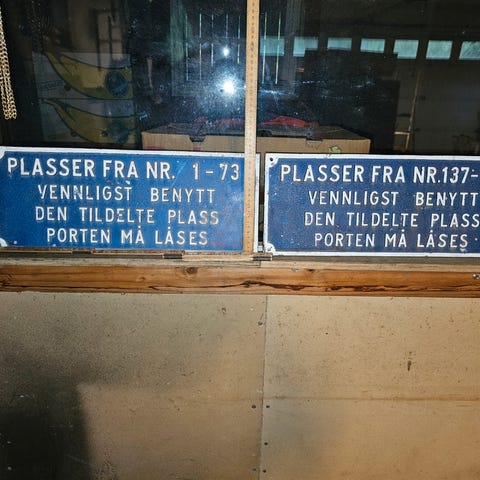 PLASSER FRA NR. 1-73
VENNLIGST BENYTT
DEN TILDELTE PLASS
PORTEN MÅ LÅSES
PLASSER FRA NR.137-
VENNLIGST BENYTT
DEN TILDELTE PLASS
PORTEN MÅ LÅSES